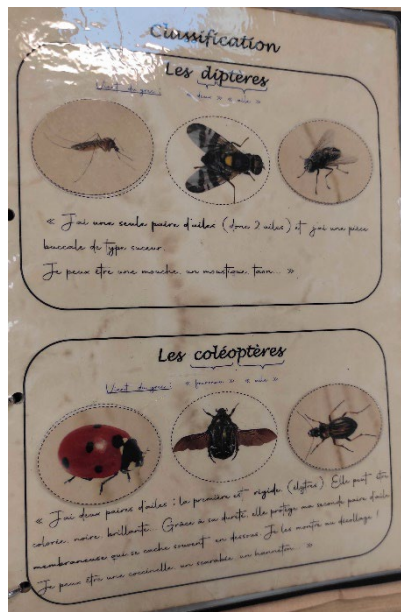 Classification
Les diptères
Vient du grec : « deux » « aile »
« J'ai une seule paire d'ailes (donc 2 ailes) et j'ai une pièce
buccale de type suceur.
Je peux être une mouche, un moustique, taon... »
Les coléoptères
Vient du grec : « fourreau » « aile »
« J'ai deux paires d'ailes : la première est rigide (élytres). Elle peut être
colorée, noire, brillante... Grâce à sa dureté, elle protège ma seconde paire d'aile
membraneuse qui se cache souvent en dessous. Je les montre au décollage !
Je peux être une coccinelle, un scarabée, un hanneton... »